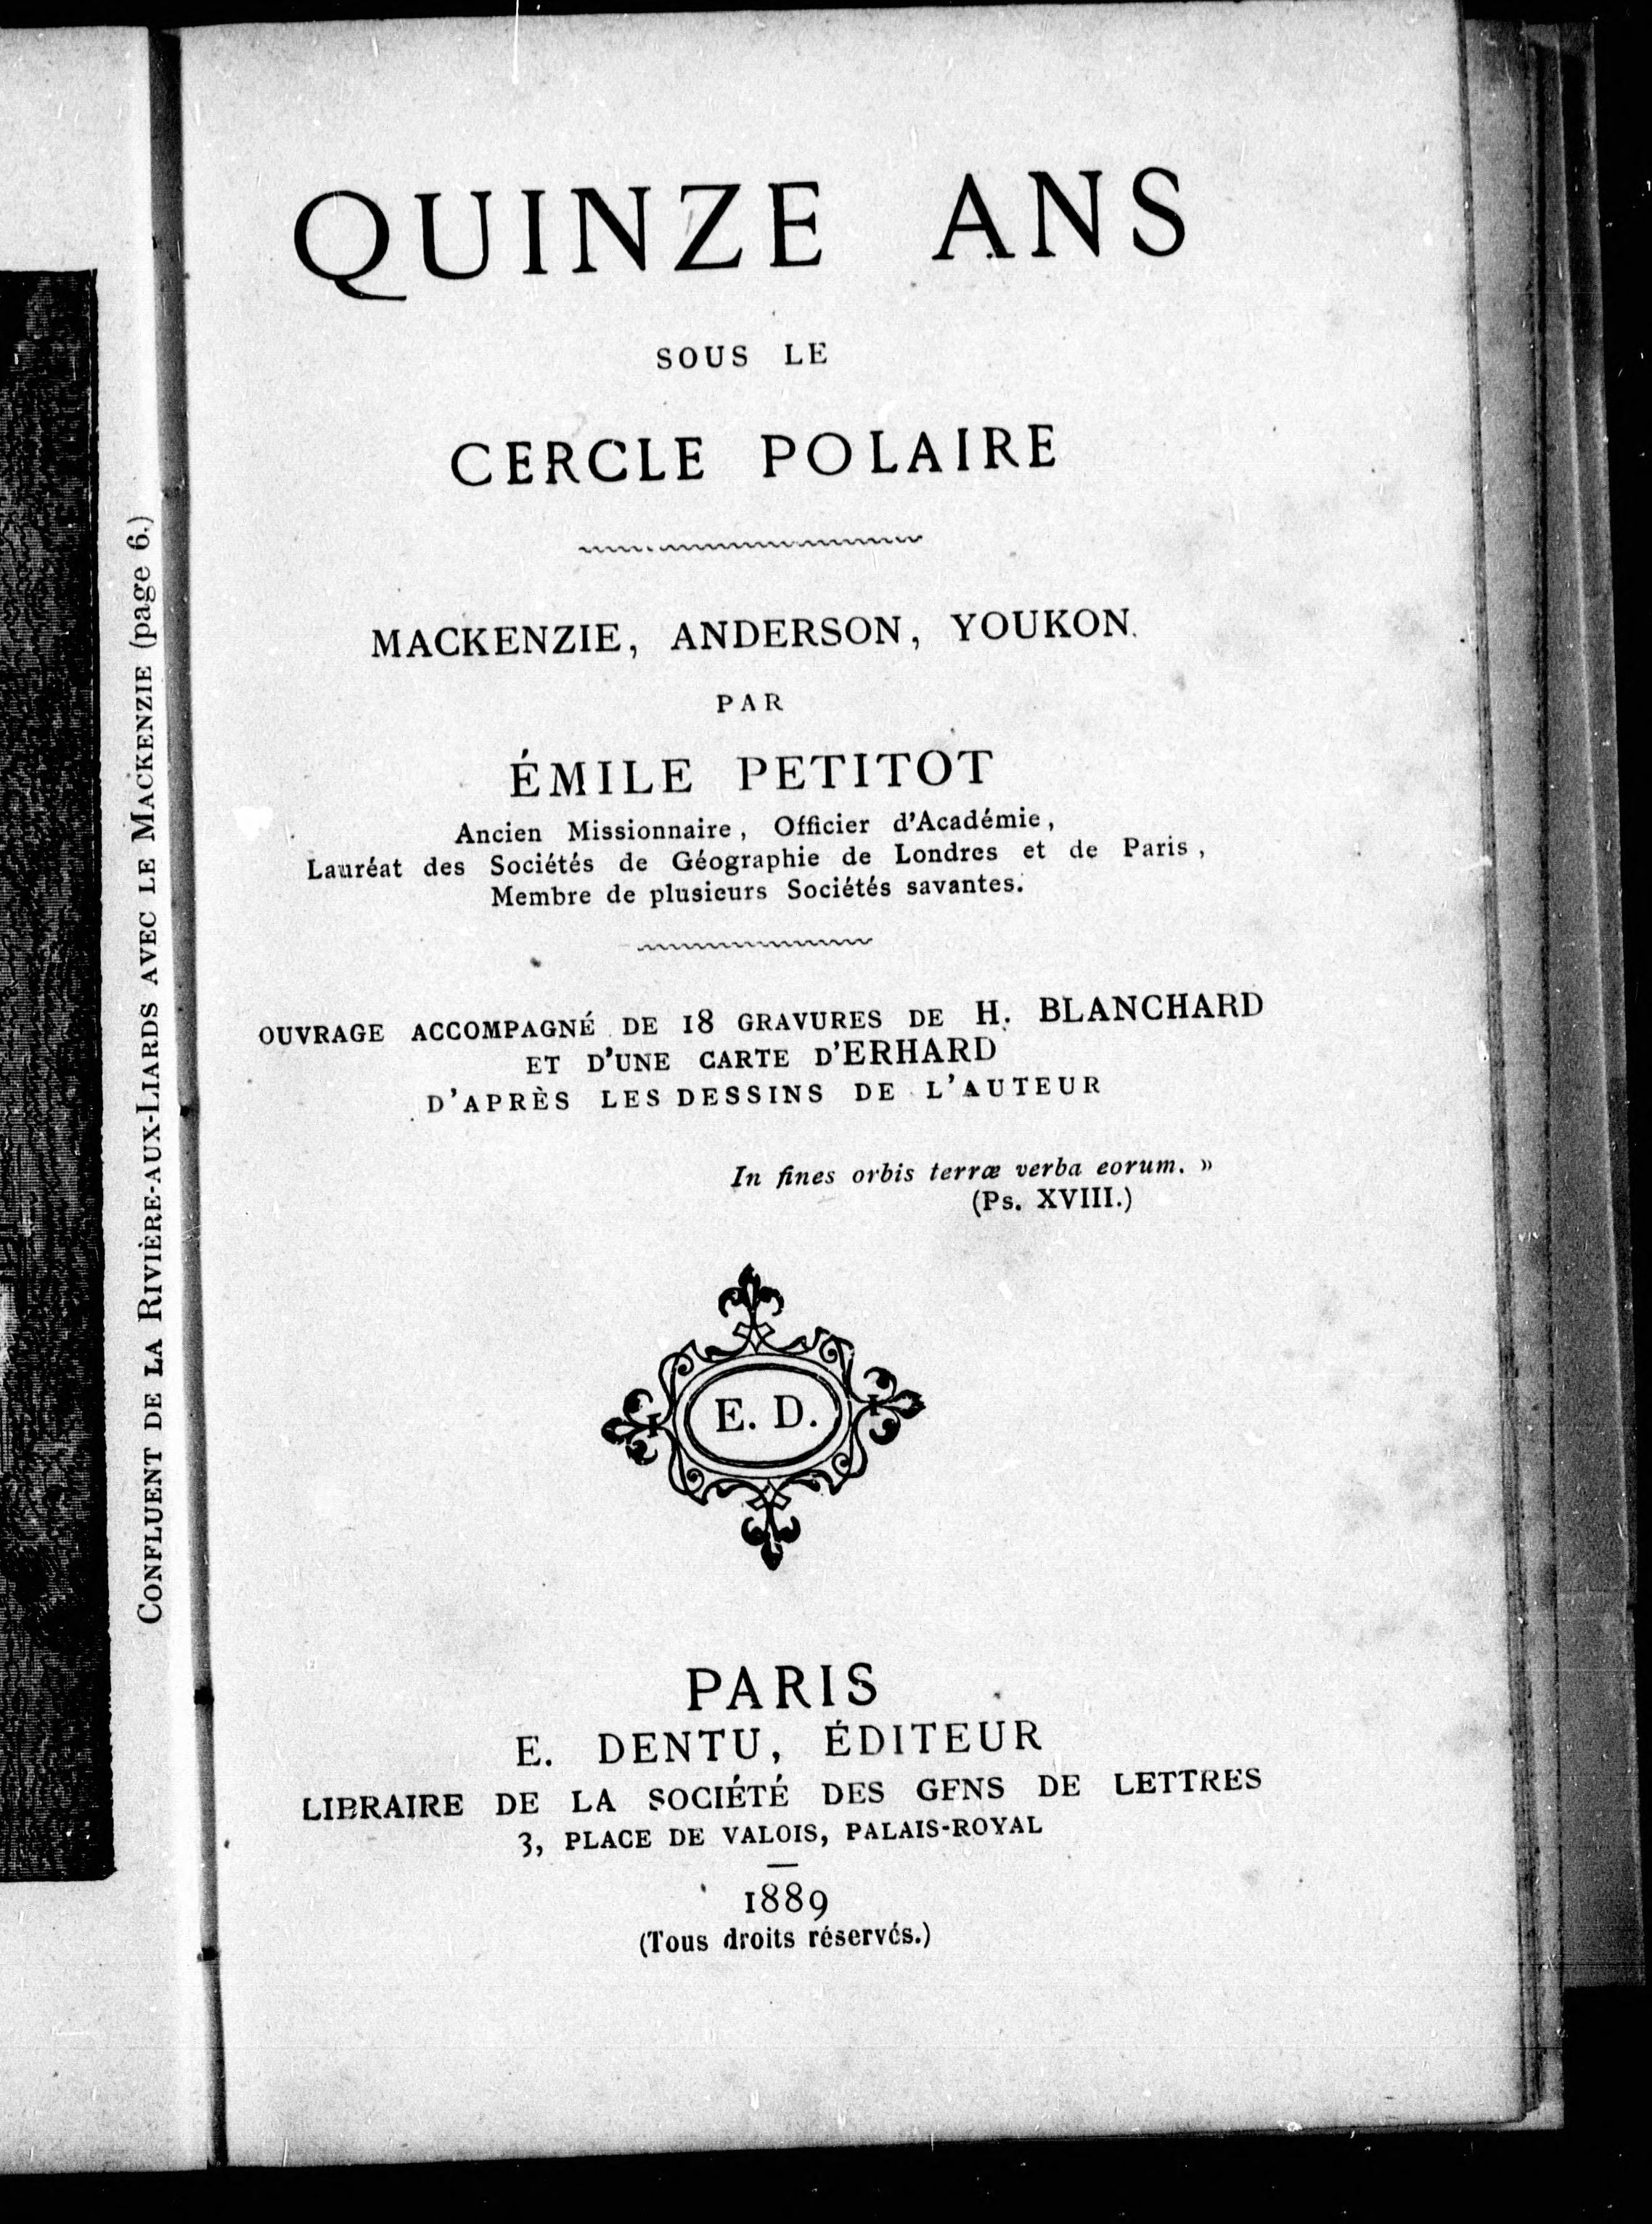 CONFLUENT DE LA RIVIÈRE-AUX-LIARDS AVEC LE MACKENZIE (page 6.)
QUINZE ANS
SOUS LE
CERCLE POLAIRE
MACKENZIE, ANDERSON, YOUKON.
PAR
ÉMILE PETITOT
Ancien Missionnaire, Officier d'Académie,
Lauréat des Sociétés de Géographie de Londres et de Paris,
Membre de plusieurs Sociétés savantes.
OUVRAGE ACCOMPAGNÉ DE 18 GRAVURES DE H. BLANCHARD
ET D'UNE CARTE D'ERHARD
D'APRÈS LES DESSINS DE L'AUTEUR
In fines orbis terræ verba eorum. »
(Ps. XVIII.)
E. D.
PARIS
E. DENTU, ÉDITEUR
LIBRAIRE DE LA SOCIÉTÉ DES GENS DE LETTRES
3, PLACE DE VALOIS, PALAIS-ROYAL
1889
(Tous droits réservés.)